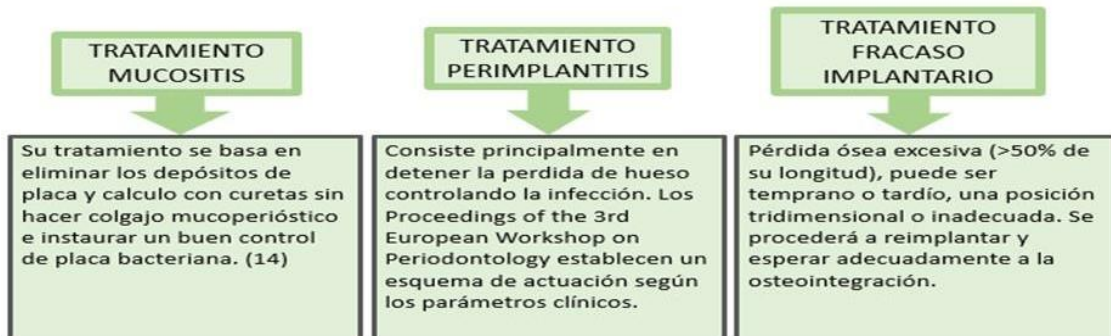 TRATAMIENTO
MUCOSITIS
Su tratamiento se basa en
eliminar los depósitos de
placa y calculo con curetas sin
hacer colgajo mucoperióstico
e instaurar un buen control
de placa bacteriana. (14)
TRATAMIENTO
PERIMPLANTITIS
Consiste principalmente en
detener la perdida de hueso
controlando la infección. Los
Proceedings of the 3rd
European Workshop on
Periodontology establecen un
esquema de actuación según
los parámetros clínicos.
TRATAMIENTO
FRACASO
IMPLANTARIO
Pérdida ósea excesiva (>50% de
su longitud), puede ser
temprano o tardío, una posición
tridimensional o inadecuada. Se
procederá a reimplantar y
esperar adecuadamente a la
osteointegración.